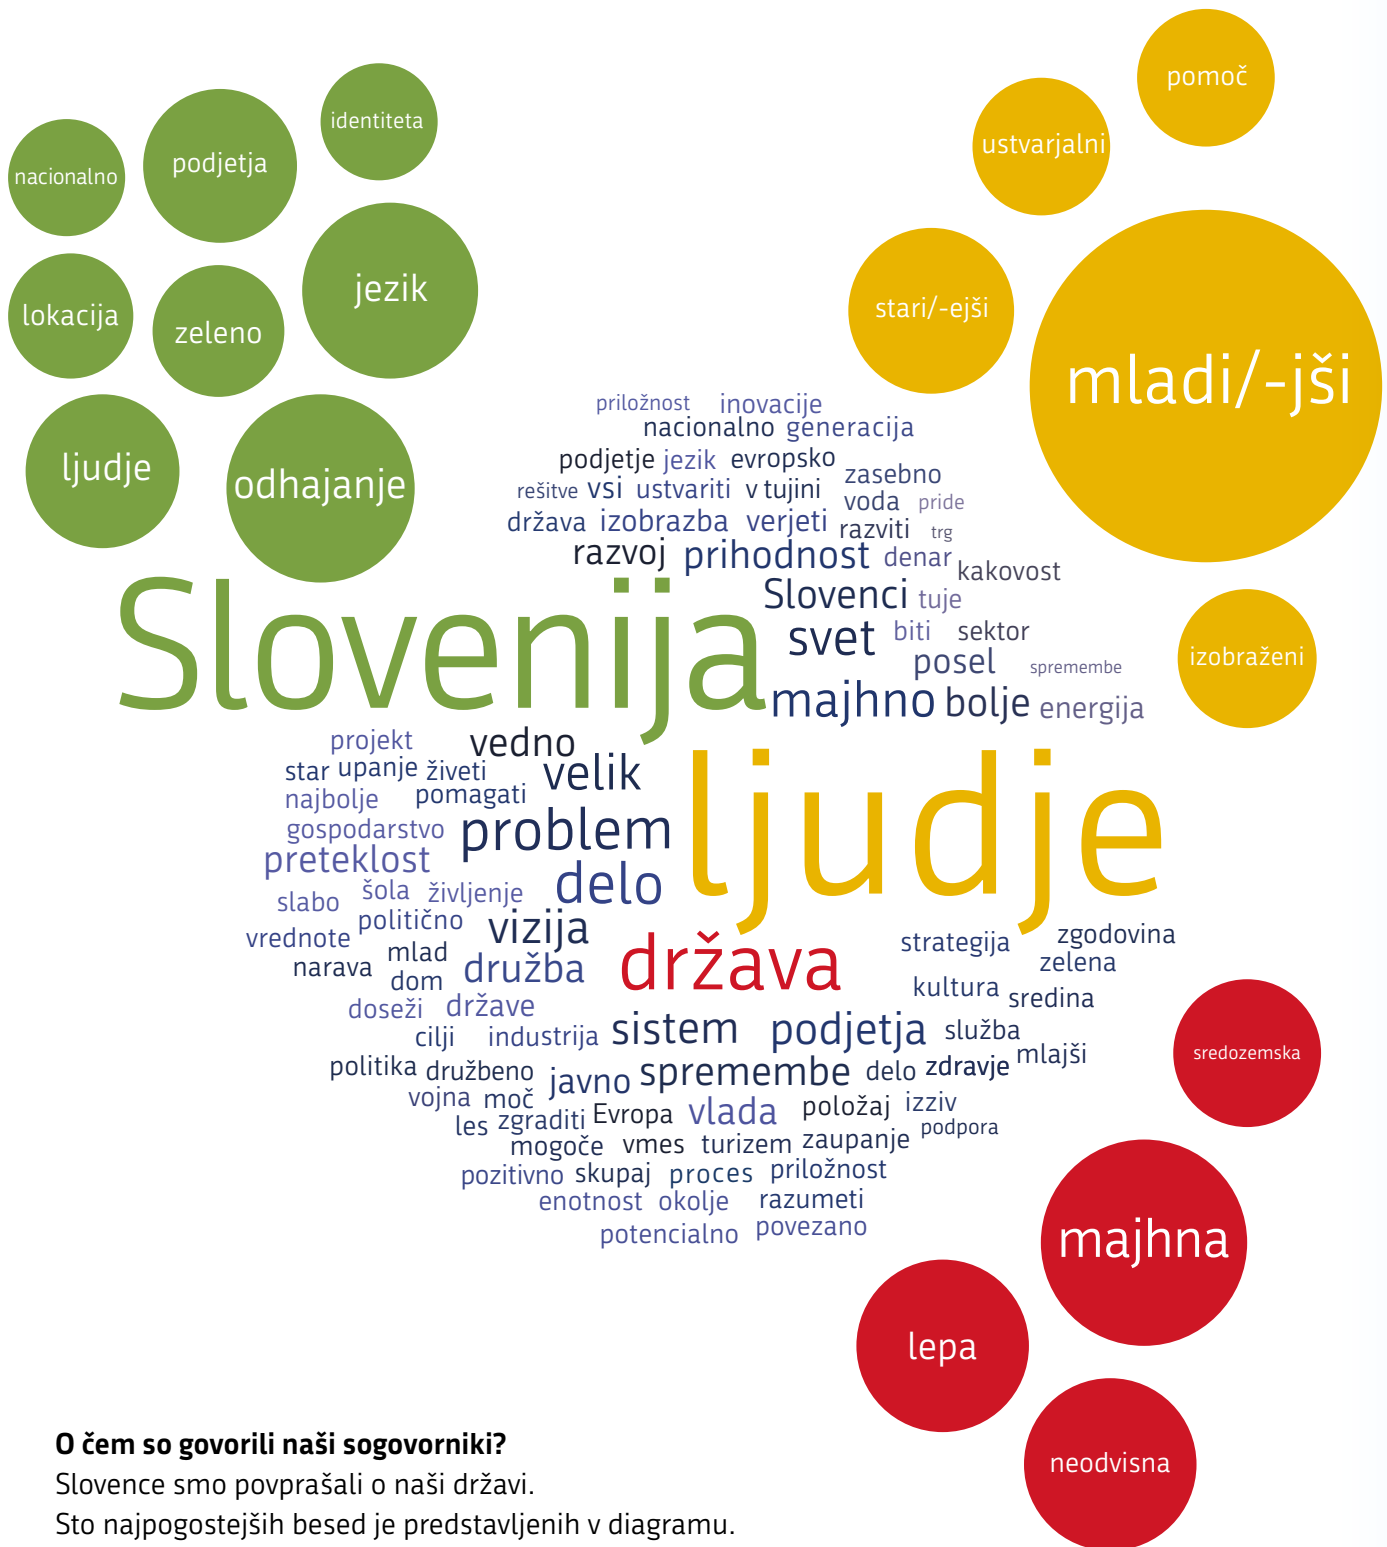 pomoč
identiteta
ustvarjalni
podjetja
nacionalno
jezik
stari/-ejši
lokacija
zeleno
mladi/-jši
ljudje
odhajanje
izobraženi
priložnost inovacije
nacionalno generacija
podjetje jezik evropsko zasebno
rešitve vsi ustvariti v tujini voda pride
država izobrazba verjeti razviti trg
razvoj prihodnost denar kakovost
Slovenija
Slovenci tuje
svet biti sektor
posel spremembe
majhno bolje energija
projekt vedno
star upanje živeti velik
najbolje pomagati
ljudje
gospodarstvo problem
preteklost
slabo šola življenje delo
vrednote politično vizija
narava mlad dom družba država
strategija zgodovina
zelena
kultura sredina
doseži države
cilji industrija sistem podjetja služba
politika družbeno javno spremembe delo zdravje mlajši
vojna moč vlada položaj izziv
les zgraditi Evropa podpora
mogoče vmes turizem zaupanje
pozitivno skupaj proces priložnost
enotnost okolje razumeti
potencialno povezano
sredozemska
majhna
lepa
neodvisna
O čem so govorili naši sogovorniki?
Slovence smo povprašali o naši državi.
Sto najpogostejših besed je predstavljenih v diagramu.